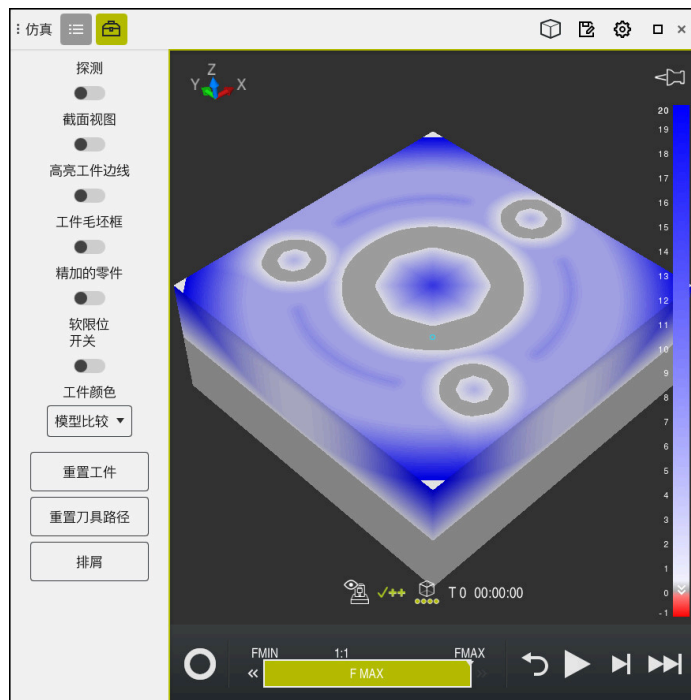 仿真
探测
截面视图
高亮工件边线
工件毛坯框
精加的零件
软限位
开关
工件颜色
模型比较
重置工件
重置刀具路径
排屑
Z
Y
X
20
19
18
17
16
15
14
13
12
11
10
9
8
7
6
5
4
3
2
1
0
-1
T 0 00:00:00
FMIN 1:1 FMAX
F MAX